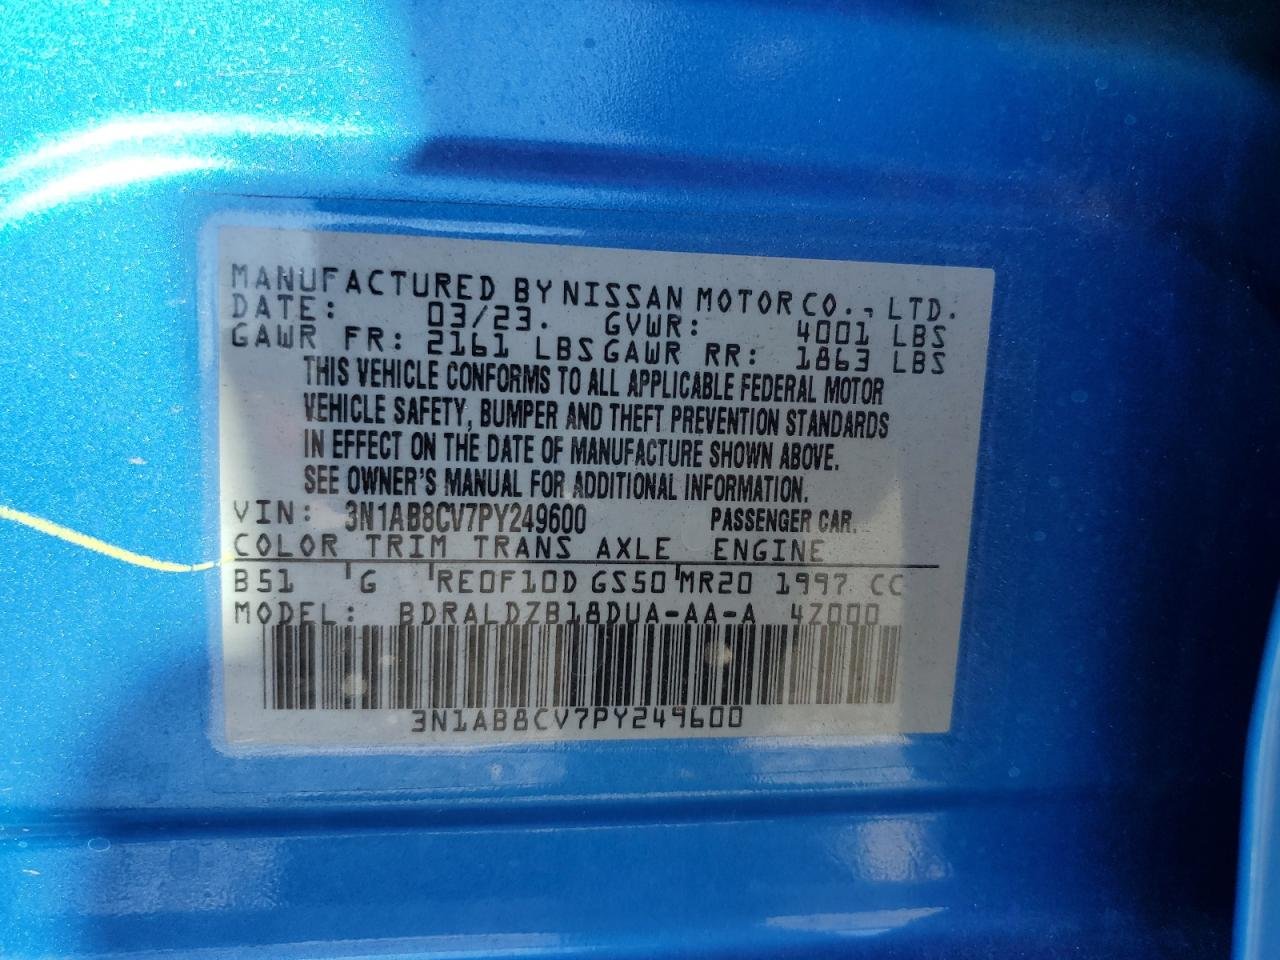 MANUFACTURED BY NISSAN MOTOR CO., LTD.
DATE: 03/23. GVWR: 4001 LBS
GAWR FR: 2161 LBS GAWR RR: 1863 LBS
THIS VEHICLE CONFORMS TO ALL APPLICABLE FEDERAL MOTOR
VEHICLE SAFETY, BUMPER AND THEFT PREVENTION STANDARDS
IN EFFECT ON THE DATE OF MANUFACTURE SHOWN ABOVE.
SEE OWNER'S MANUAL FOR ADDITIONAL INFORMATION.
VIN: 3N1AB8CV7PY249600 PASSENGER CAR.
COLOR TRIM TRANS AXLE ENGINE
B51 G RE0F10D GS50 MR20 1997 CC
MODEL: BDRALDZB18DUA-AA-A 4Z000
3N1AB8CV7PY249600